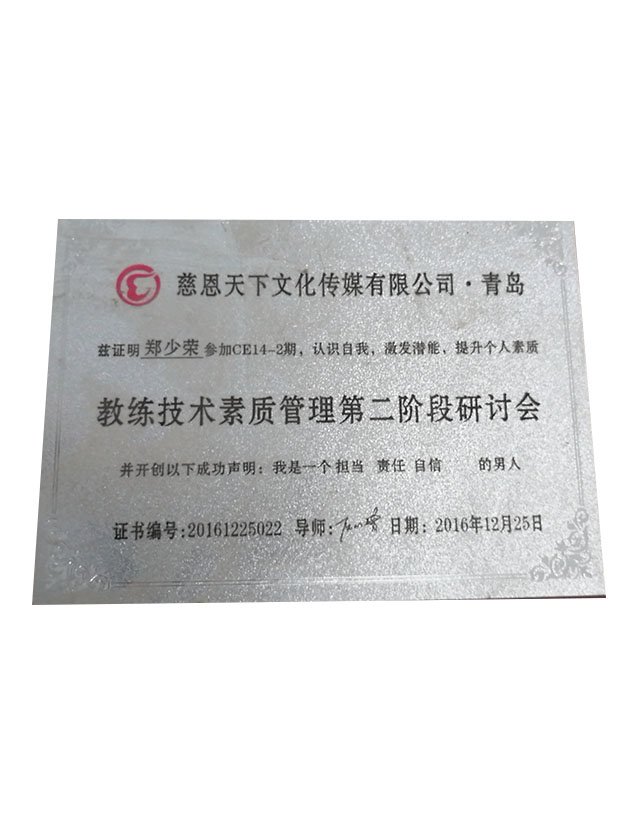 慈恩天下文化传媒有限公司·青岛
兹证明 郑少荣 参加CE14-2期，认识自我，激发潜能，提升个人素质
教练技术素质管理第二阶段研讨会
并开创以下成功声明：我是一个 担当 责任 自信 的男人
证书编号:20161225022 导师: 日期: 2016年12月25日